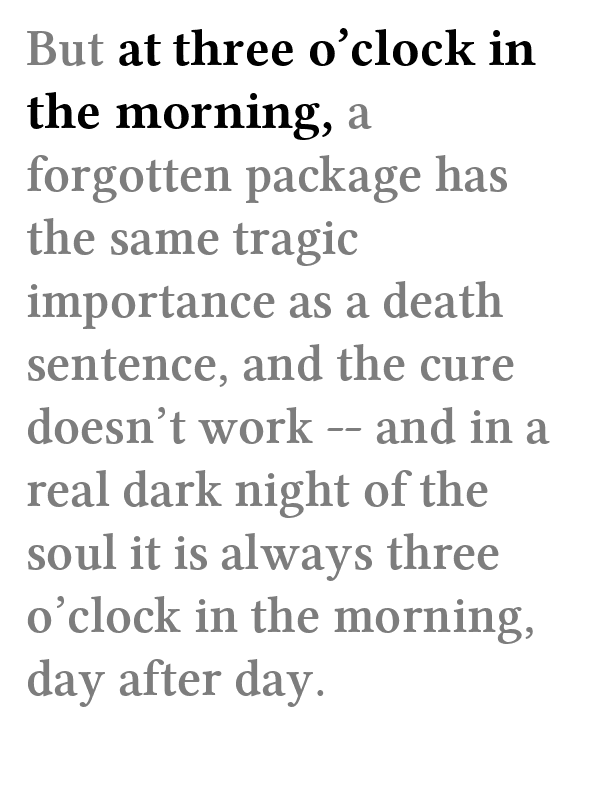 But at three o’clock in
the morning, a
forgotten package has
the same tragic
importance as a death
sentence, and the cure
doesn’t work -- and in a
real dark night of the
soul it is always three
o’clock in the morning,
day after day.